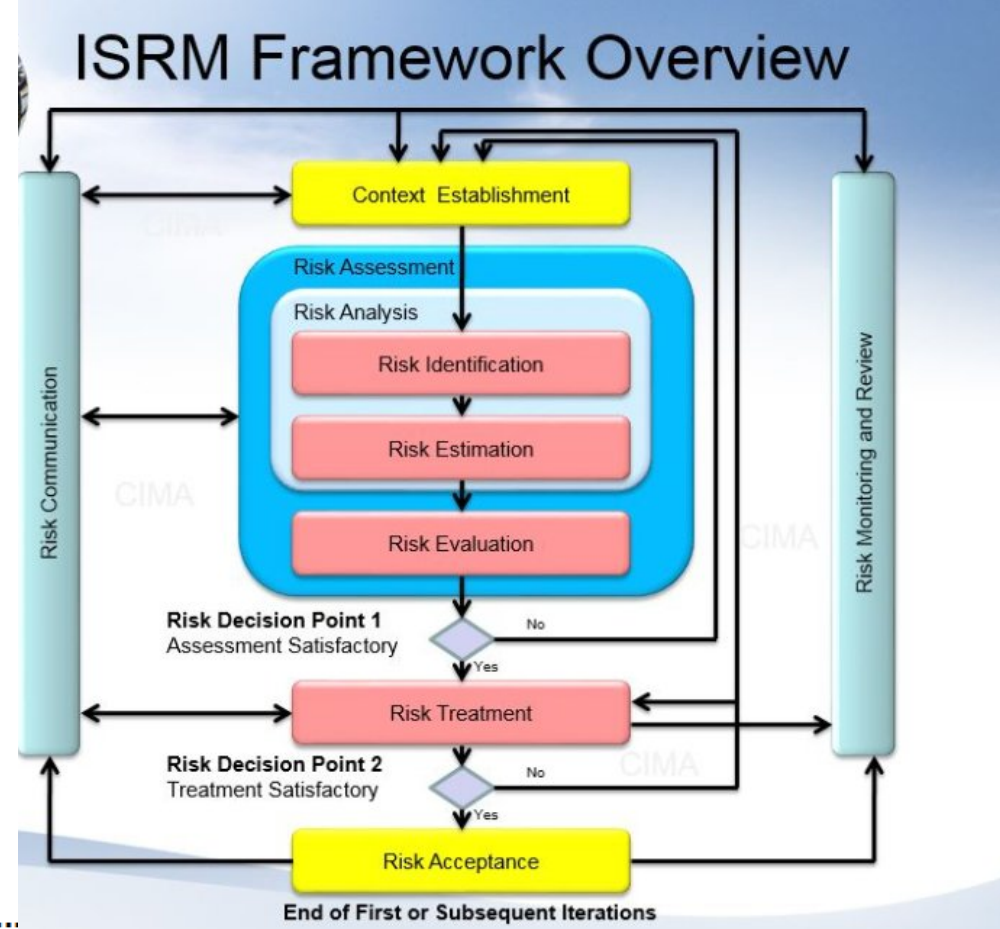 ISRM Framework Overview
Context Establishment
Risk Assessment
Risk Analysis
Risk Identification
Risk Estimation
Risk Evaluation
Risk Decision Point 1
Assessment Satisfactory
No
Yes
Risk Treatment
Risk Decision Point 2
Treatment Satisfactory
No
Yes
Risk Acceptance
End of First or Subsequent Iterations
Risk Communication
Risk Monitoring and Review
CIMA
CIMA
CIMA
CIMA